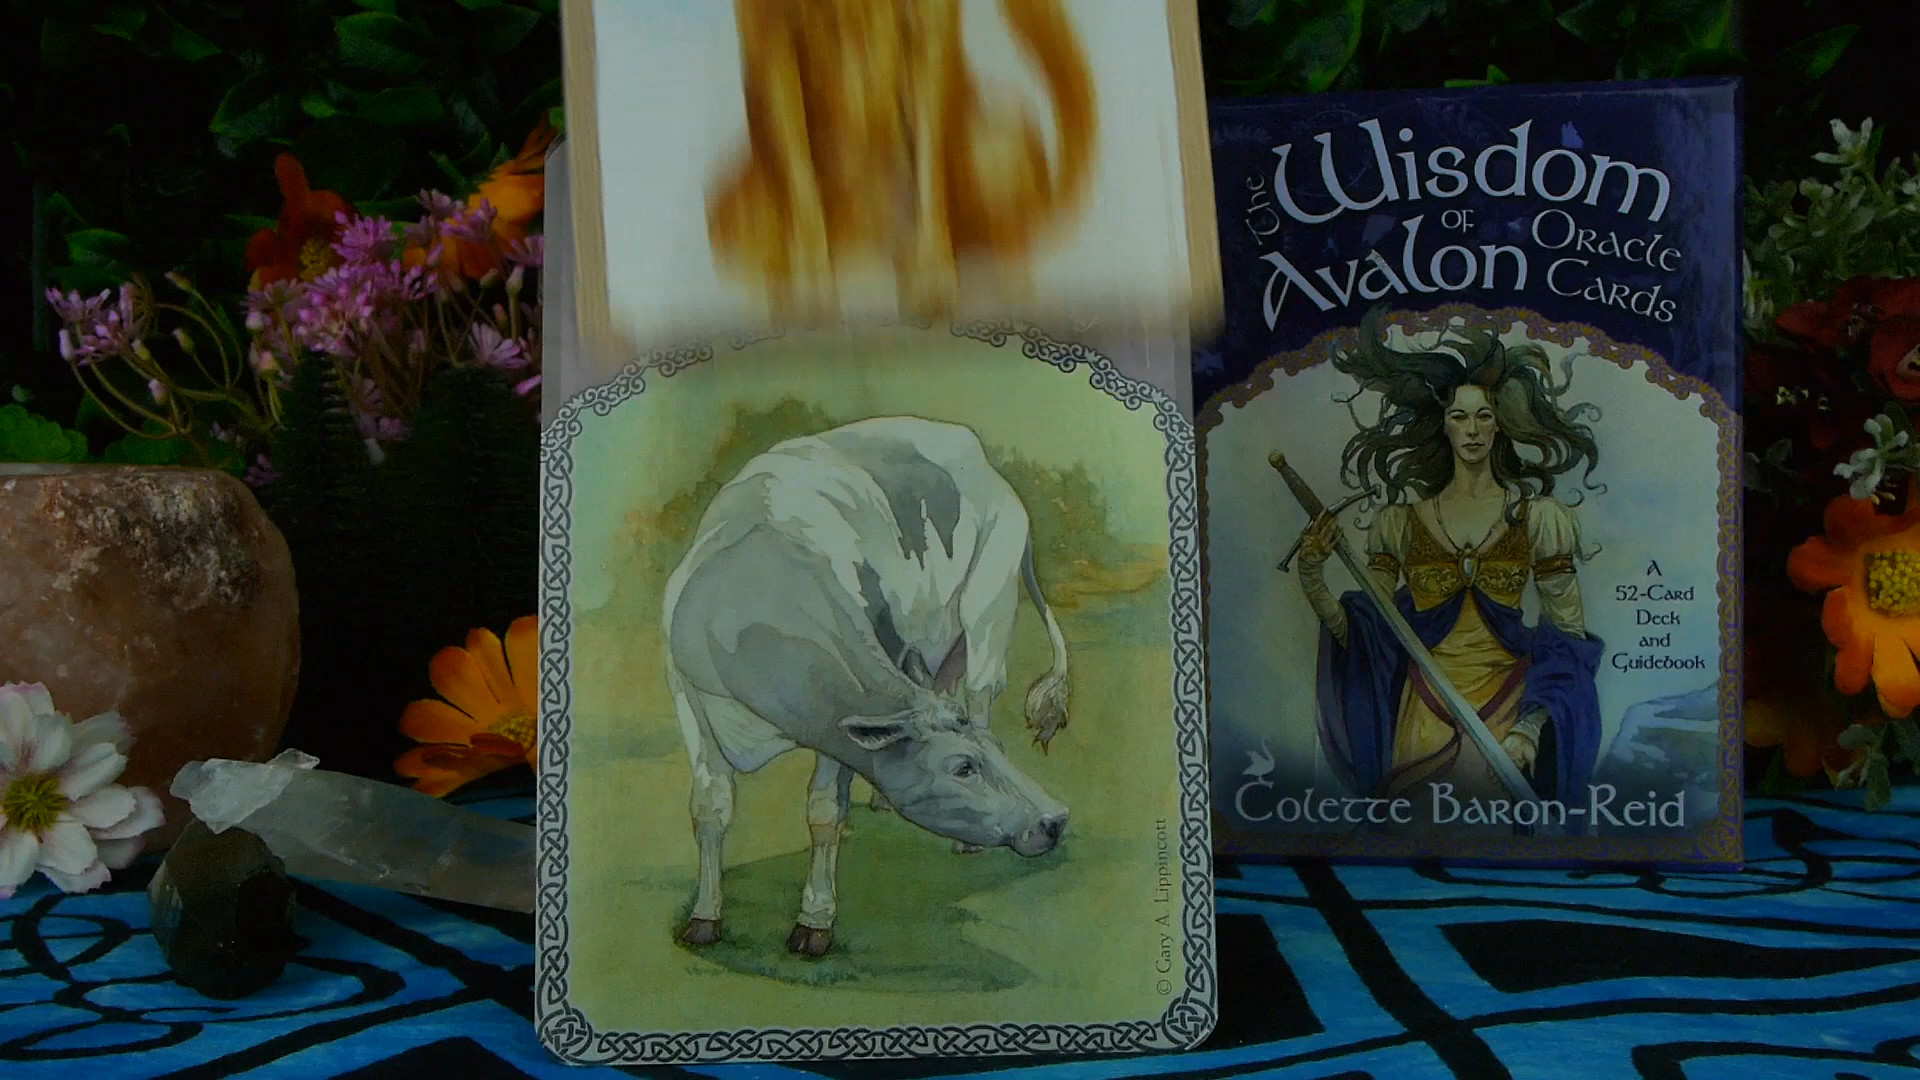 The
Wisdom
OF
Avalon
Oracle
Cards
A
52-Card
Deck
and
Guidebook
Colette Baron-Reid
© Gary A. Lippincott